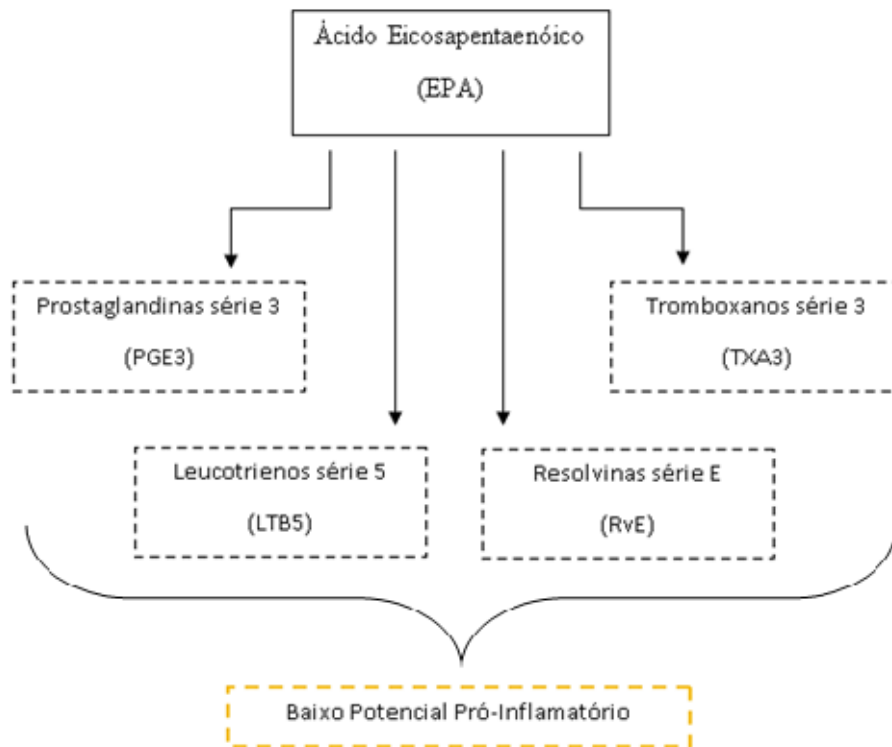 Ácido Eicosapentaenóico
(EPA)
Prostaglandinas série 3
(PGE3)
Tromboxanos série 3
(TXA3)
Leucotrienos série 5
(LTB5)
Resolvinas série E
(RvE)
Baixo Potencial Pró-Inflamatório